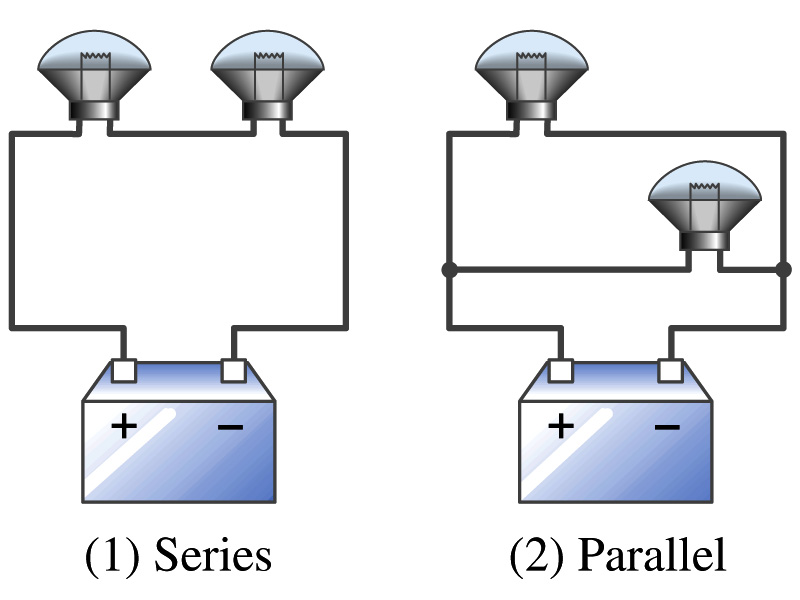 + −
+ −
(1) Series
(2) Parallel